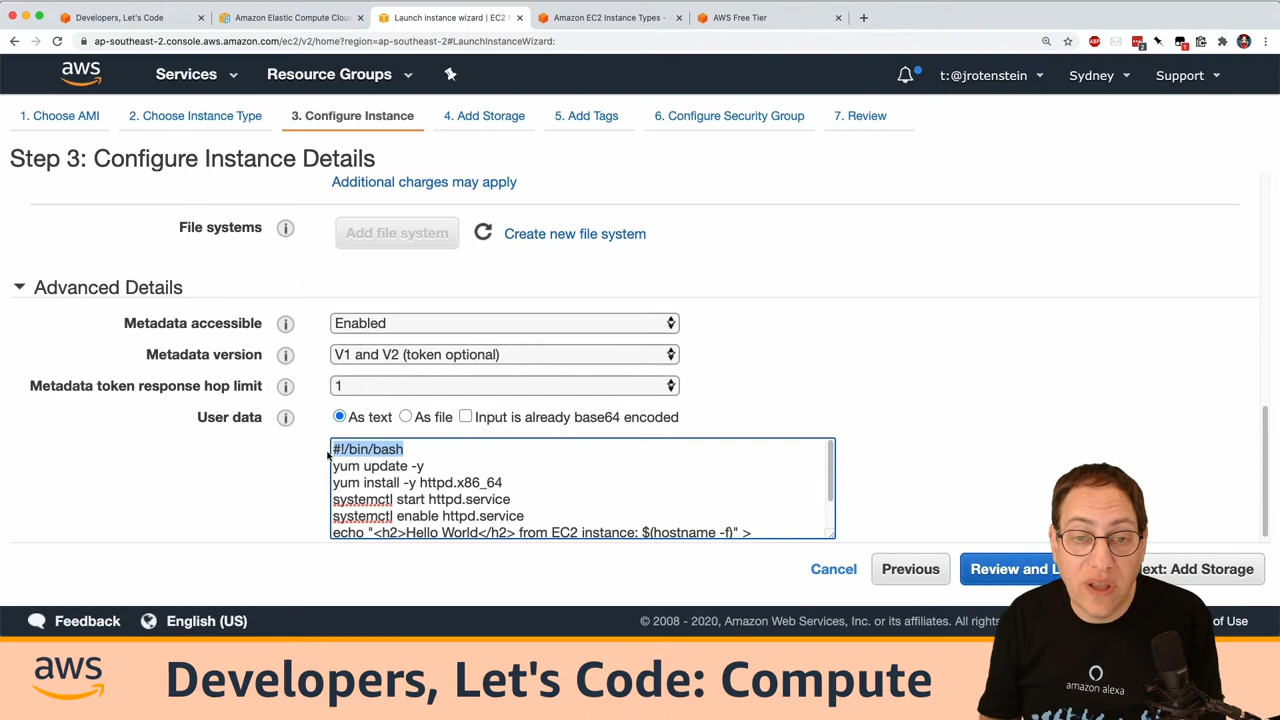 Developers, Let's Code
Amazon Elastic Compute Clou
Launch instance wizard | EC2
Amazon EC2 Instance Types -
AWS Free Tier
ap-southeast-2.console.aws.amazon.com/ec2/v2/home?region=ap-southeast-2#LaunchInstanceWizard:
aws Services Resource Groups t:@jrotenstein Sydney Support
1. Choose AMI 2. Choose Instance Type 3. Configure Instance 4. Add Storage 5. Add Tags 6. Configure Security Group 7. Review
Step 3: Configure Instance Details
Additional charges may apply
File systems Add file system Create new file system
Advanced Details
Metadata accessible Enabled
Metadata version V1 and V2 (token optional)
Metadata token response hop limit 1
User data As text As file Input is already base64 encoded
#!/bin/bash
yum update -y
yum install -y httpd.x86_64
systemctl start httpd.service
systemctl enable httpd.service
echo "<h2>Hello World</h2> from EC2 instance: $(hostname -f)" >
Cancel Previous Review and L ext: Add Storage
Feedback English (US) © 2008 - 2020, Amazon Web Services, Inc. or its affiliates. All rights of Use
aws Developers, Let's Code: Compute
amazon alexa